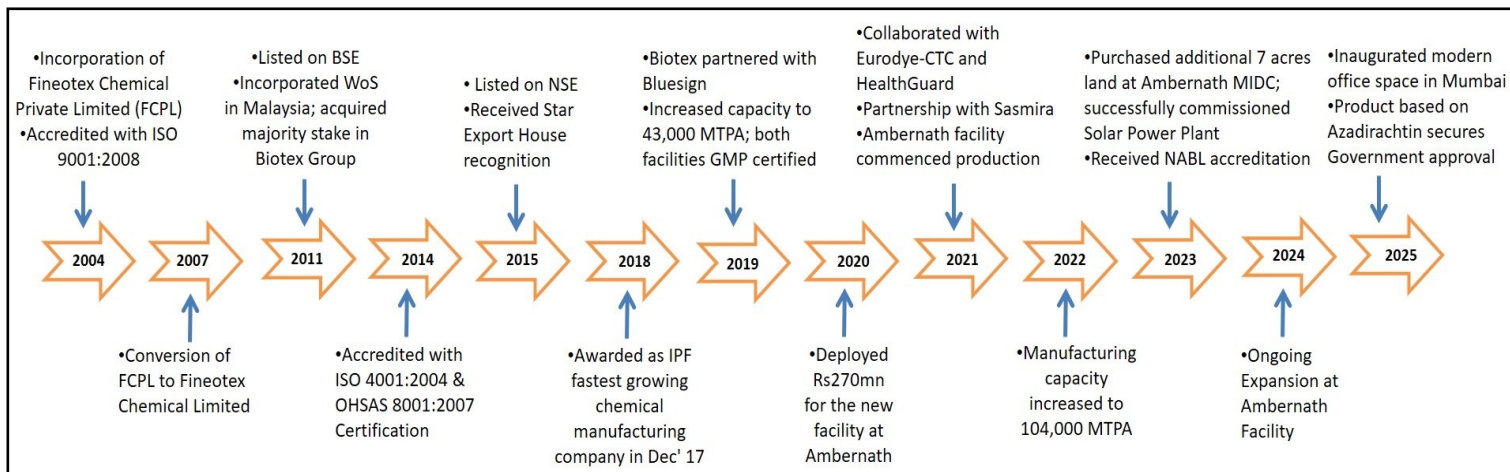 •Incorporation of
Fineotex Chemical
Private Limited (FCPL)
•Accredited with ISO
9001:2008
•Listed on BSE
•Incorporated WoS
in Malaysia; acquired
majority stake in
Biotex Group
• Listed on NSE
• Received Star
Export House
recognition
•Biotex partnered with
Bluesign
•Increased capacity to
43,000 MTPA; both
facilities GMP certified
•Collaborated with
Eurodye-CTC and
HealthGuard
•Partnership with Sasmira
•Ambernath facility
commenced production
•Purchased additional 7 acres
land at Ambernath MIDC;
successfully commissioned
Solar Power Plant
•Received NABL accreditation
•Inaugurated modern
office space in Mumbai
•Product based on
Azadirachtin secures
Government approval
2004
2007
2011
2014
2015
2018
2019
2020
2021
2022
2023
2024
2025
•Conversion of
FCPL to Fineotex
Chemical Limited
•Accredited with
ISO 4001:2004 &
OHSAS 8001:2007
Certification
•Awarded as IPF
fastest growing
chemical
manufacturing
company in Dec' 17
•Deployed
Rs270mn
for the new
facility at
Ambernath
•Manufacturing
capacity
increased to
104,000 MTPA
•Ongoing
Expansion at
Ambernath
Facility